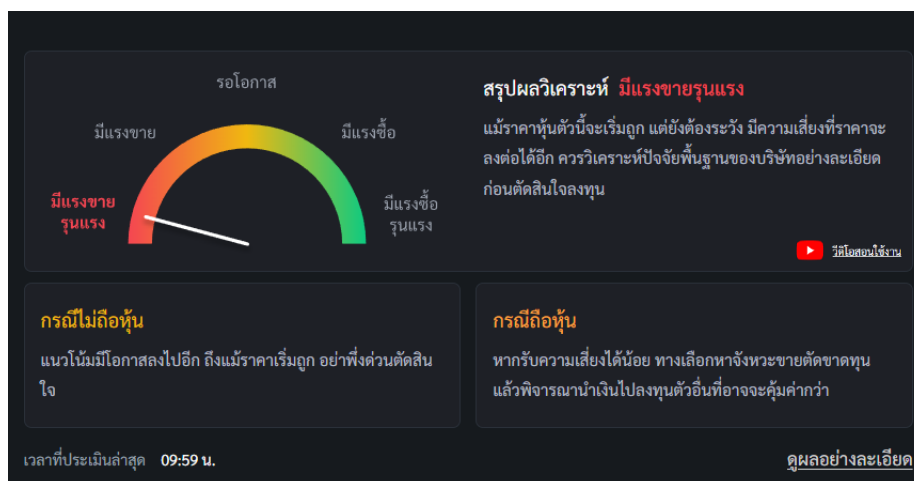 รอโอกาส
มีแรงขาย
มีแรงซื้อ
มีแรงขาย
รุนแรง
มีแรงซื้อ
รุนแรง
สรุปผลวิเคราะห์ มีแรงขายรุนแรง
แม้ราคาหุ้นตัวนี้จะเริ่มถูก แต่ยังต้องระวัง มีความเสี่ยงที่ราคาจะ
ลงต่อได้อีก ควรวิเคราะห์ปัจจัยพื้นฐานของบริษัทอย่างละเอียด
ก่อนตัดสินใจลงทุน
วิดีโอสอนใช้งาน
กรณีไม่ถือหุ้น
แนวโน้มมีโอกาสลงไปอีก ถึงแม้ราคาเริ่มถูก อย่าพึ่งด่วนตัดสิน
ใจ
กรณีถือหุ้น
หากรับความเสี่ยงได้น้อย ทางเลือกหาจังหวะขายตัดขาดทุน
แล้วพิจารณานำเงินไปลงทุนตัวอื่นที่อาจจะคุ้มค่ากว่า
เวลาที่ประเมินล่าสุด 09:59 น.
ดูผลอย่างละเอียด